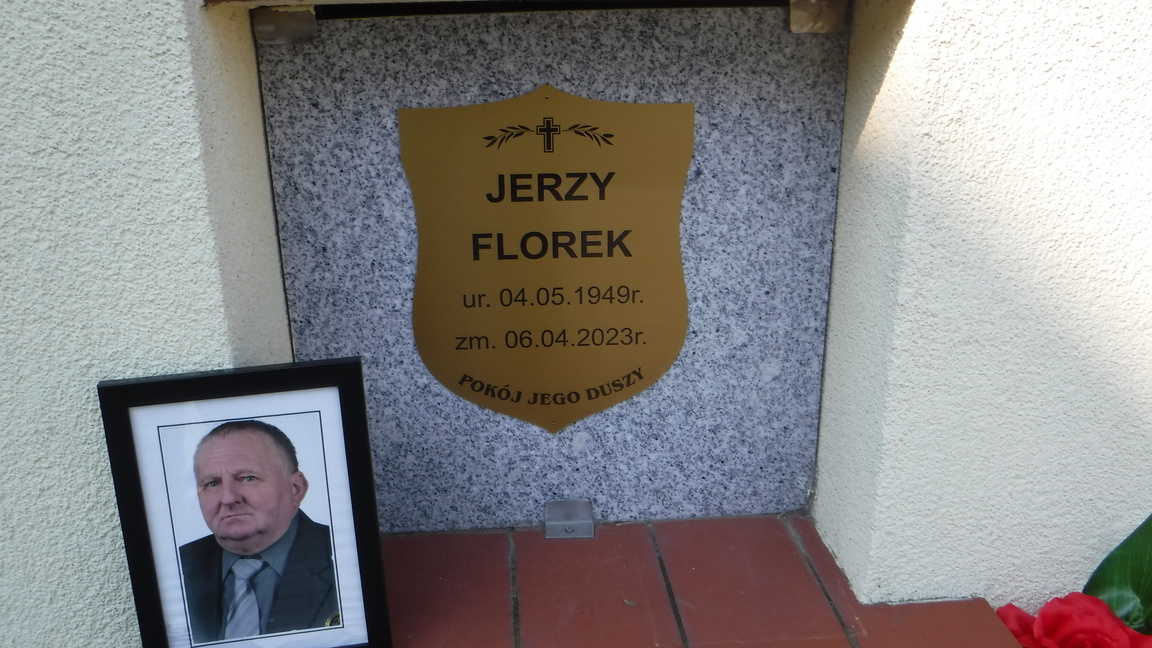 JERZY
FLOREK
ur. 04.05.1949r.
zm. 06.04.2023r.
POKÓJ JEGO DUSZY